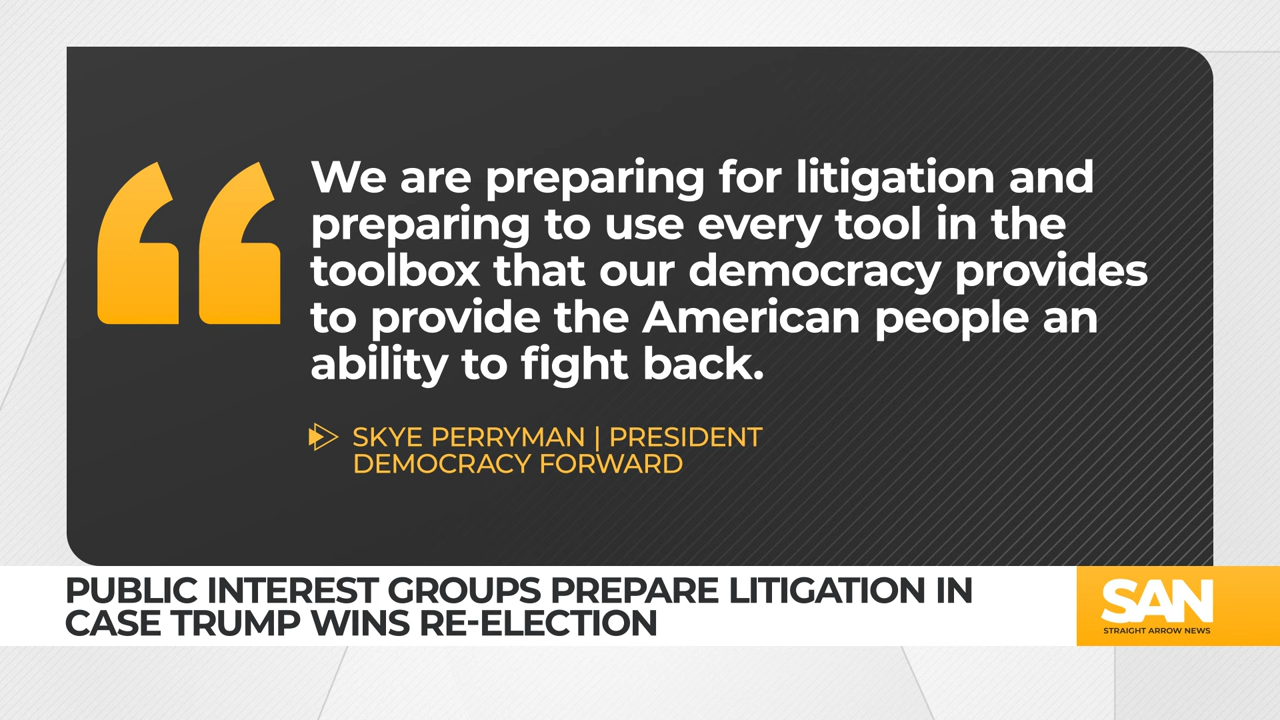 We are preparing for litigation and
preparing to use every tool in the
toolbox that our democracy provides
to provide the American people an
ability to fight back.
SKYE PERRYMAN | PRESIDENT
DEMOCRACY FORWARD
PUBLIC INTEREST GROUPS PREPARE LITIGATION IN
CASE TRUMP WINS RE-ELECTION
SAN
STRAIGHT ARROW NEWS